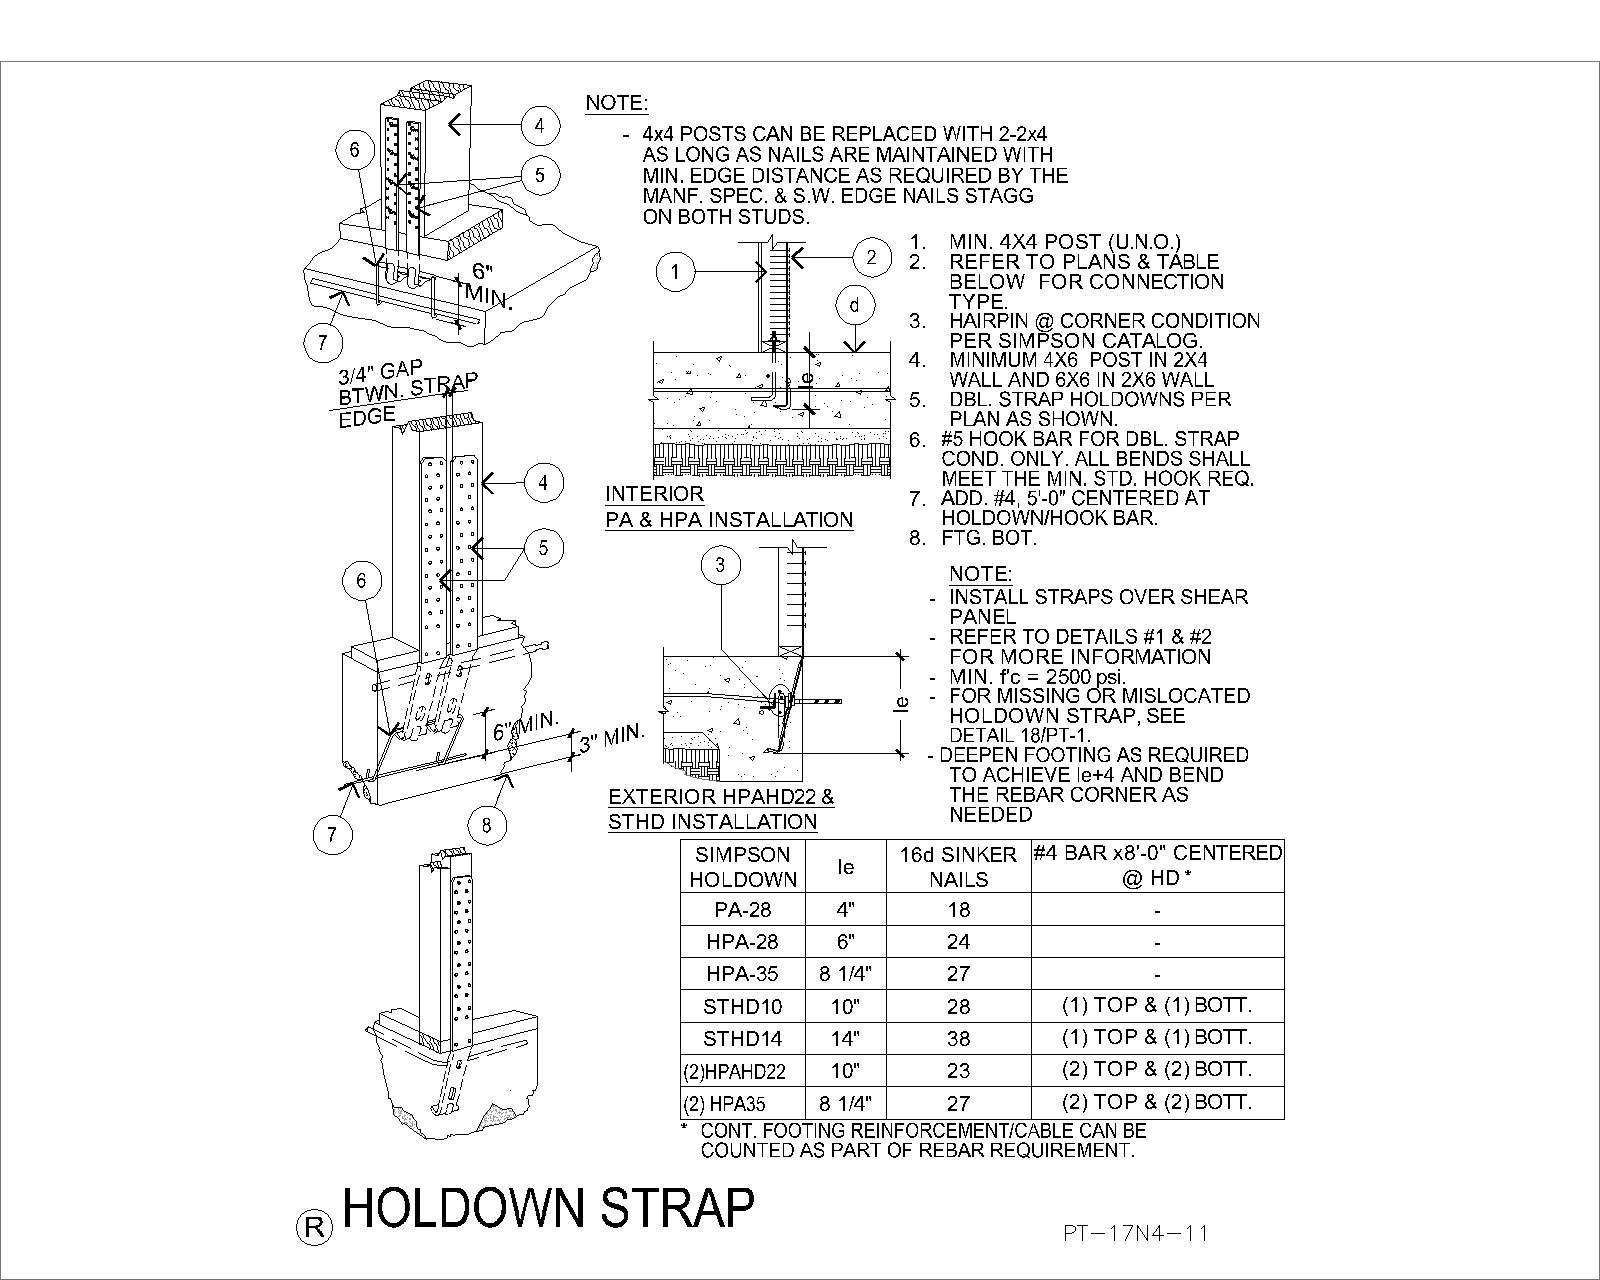 NOTE:
- 4x4 POSTS CAN BE REPLACED WITH 2-2x4
AS LONG AS NAILS ARE MAINTAINED WITH
MIN. EDGE DISTANCE AS REQUIRED BY THE
MANF. SPEC. & S.W. EDGE NAILS STAGG
ON BOTH STUDS.
4
6
5
6"
MIN.
7
3/4" GAP
BTWN. STRAP
EDGE
4
5
6
6" MIN.
3" MIN.
7
8
1
2
d
le
INTERIOR
PA & HPA INSTALLATION
3
le
EXTERIOR HPAHD22 &
STHD INSTALLATION
1. MIN. 4X4 POST (U.N.O.)
2. REFER TO PLANS & TABLE
BELOW FOR CONNECTION
TYPE.
3. HAIRPIN @ CORNER CONDITION
PER SIMPSON CATALOG.
4. MINIMUM 4X6 POST IN 2X4
WALL AND 6X6 IN 2X6 WALL
5. DBL. STRAP HOLDOWNS PER
PLAN AS SHOWN.
6. #5 HOOK BAR FOR DBL. STRAP
COND. ONLY. ALL BENDS SHALL
MEET THE MIN. STD. HOOK REQ.
7. ADD. #4, 5'-0" CENTERED AT
HOLDOWN/HOOK BAR.
8. FTG. BOT.
NOTE:
- INSTALL STRAPS OVER SHEAR
PANEL
- REFER TO DETAILS #1 & #2
FOR MORE INFORMATION
- MIN. f'c = 2500 psi.
- FOR MISSING OR MISLOCATED
HOLDOWN STRAP, SEE
DETAIL 18/PT-1.
- DEEPEN FOOTING AS REQUIRED
TO ACHIEVE le+4 AND BEND
THE REBAR CORNER AS
NEEDED
SIMPSON HOLDOWN le 16d SINKER NAILS #4 BAR x8'-0" CENTERED @ HD *
PA-28 4" 18 -
HPA-28 6" 24 -
HPA-35 8 1/4" 27 -
STHD10 10" 28 (1) TOP & (1) BOTT.
STHD14 14" 38 (1) TOP & (1) BOTT.
(2)HPAHD22 10" 23 (2) TOP & (2) BOTT.
(2) HPA35 8 1/4" 27 (2) TOP & (2) BOTT.
* CONT. FOOTING REINFORCEMENT/CABLE CAN BE
COUNTED AS PART OF REBAR REQUIREMENT.
R HOLDOWN STRAP
PT-17N4-11